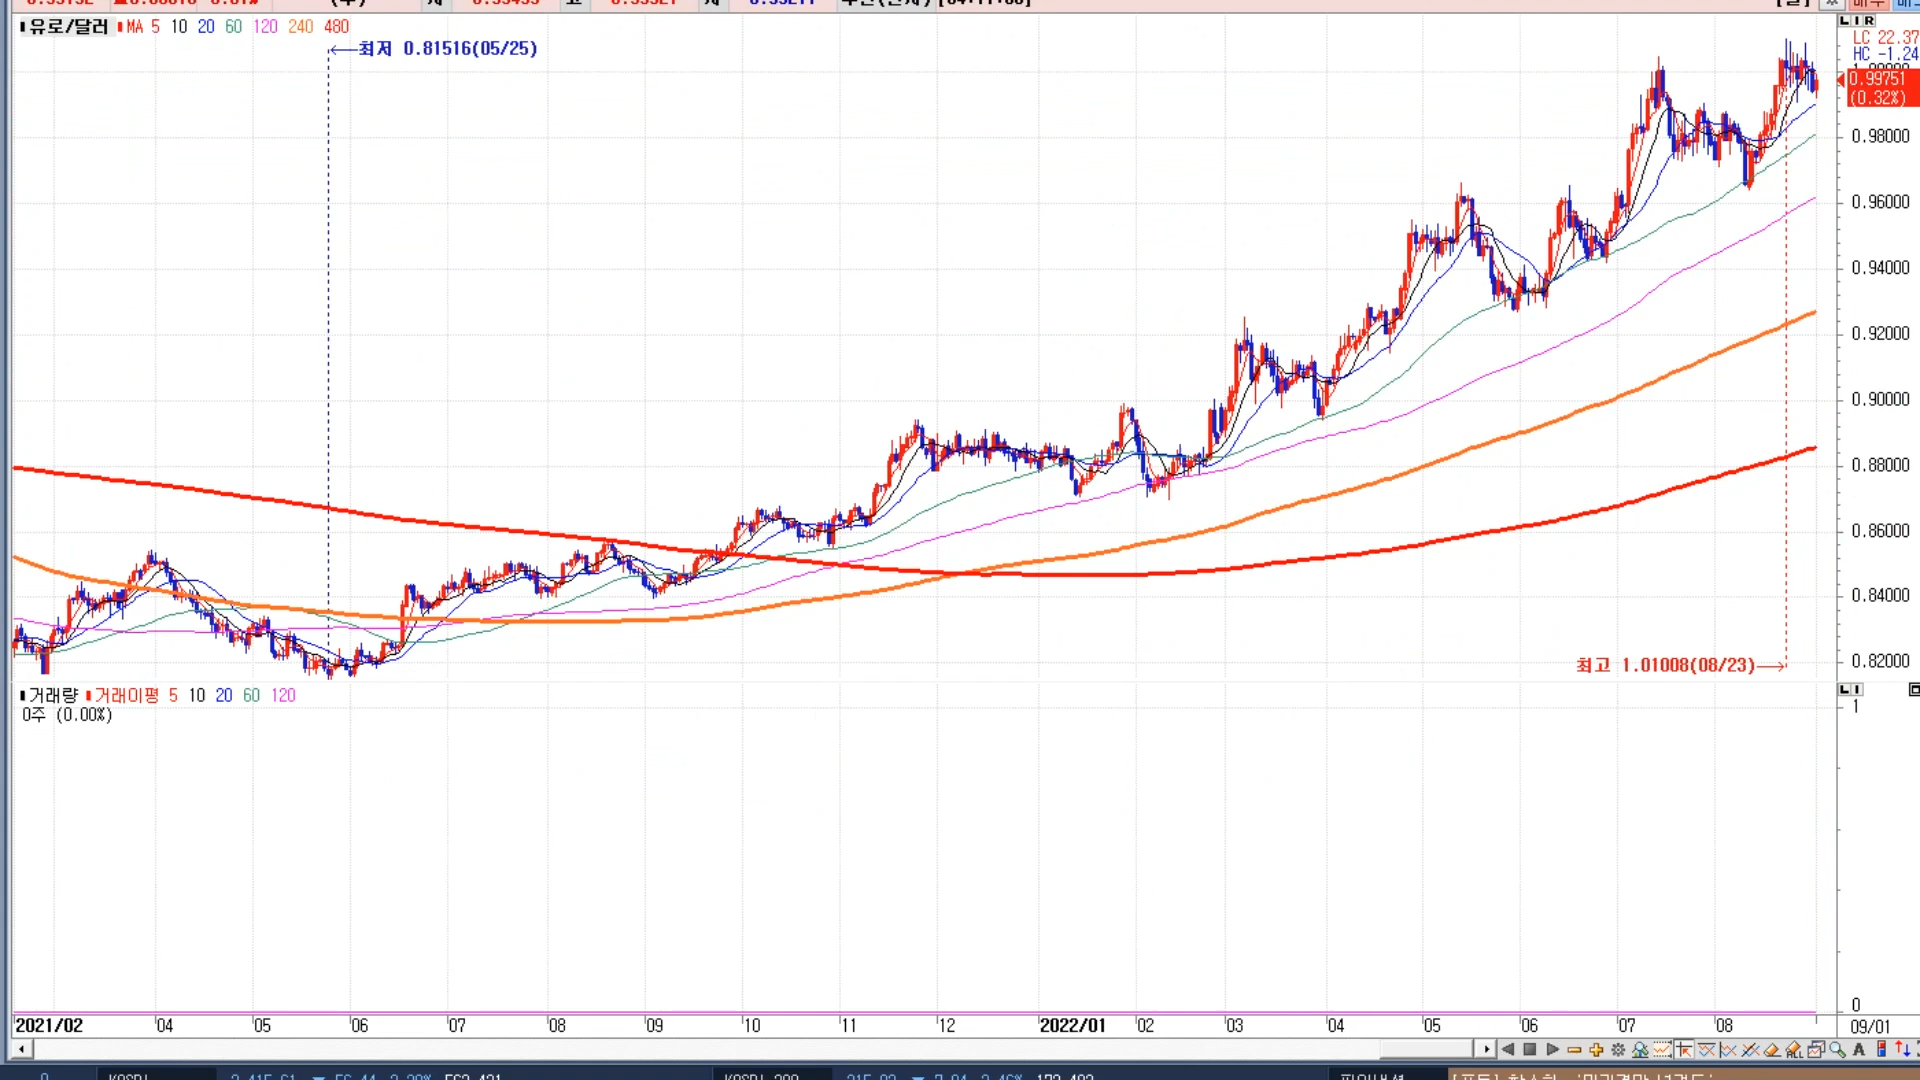 유로/달러 MA 5 10 20 60 120 240 480
최저 0.81516(05/25)
LC 22.37
HC -1.24
0.99751
(0.32%)
0.98000
0.96000
0.94000
0.92000
0.90000
0.88000
0.86000
0.84000
0.82000
최고 1.01008(08/23)
거래량 거래이평 5 10 20 60 120
0주 (0.00%)
1
0
2021/02 04 05 06 07 08 09 10 11 12 2022/01 02 03 04 05 06 07 08 09/01